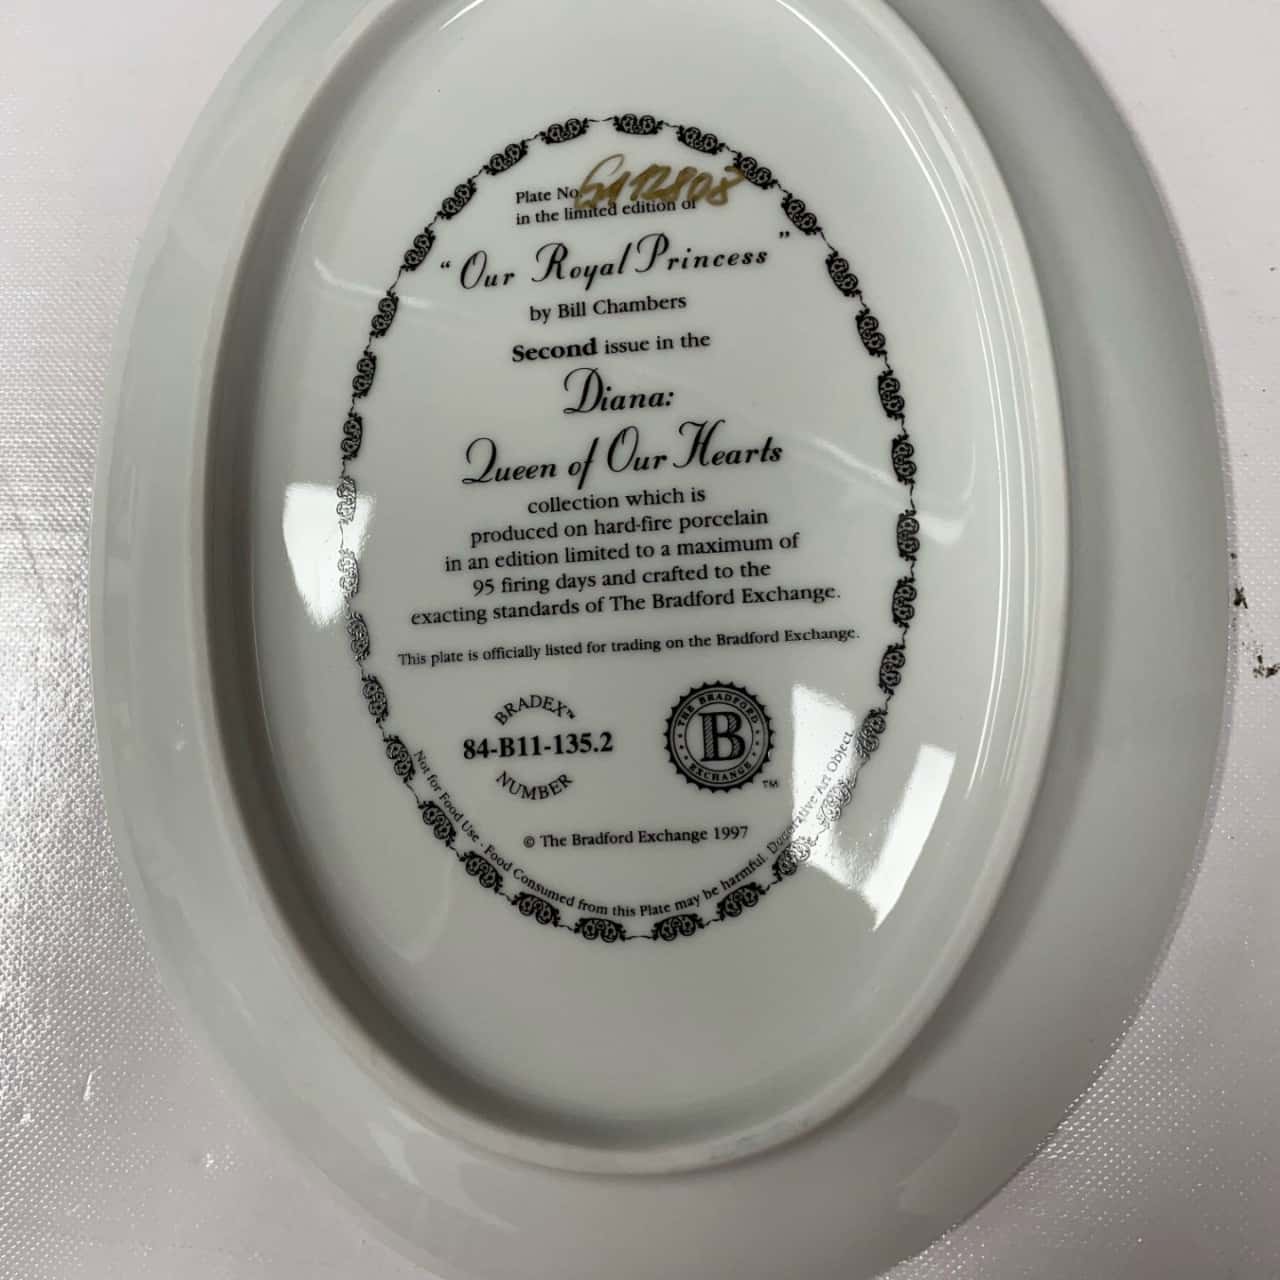 Plate No.
in the limited edition of
“Our Royal Princess”
by Bill Chambers
Second issue in the
Diana:
Queen of Our Hearts
collection which is
produced on hard-fire porcelain
in an edition limited to a maximum of
95 firing days and crafted to the
exacting standards of The Bradford Exchange.
This plate is officially listed for trading on the Bradford Exchange.
BRADEX™
84-B11-135.2
NUMBER
THE BRADFORD
B
EXCHANGE
™
© The Bradford Exchange 1997
Not for Food Use · Food Consumed from this Plate may be harmful. Decorative Art Object.